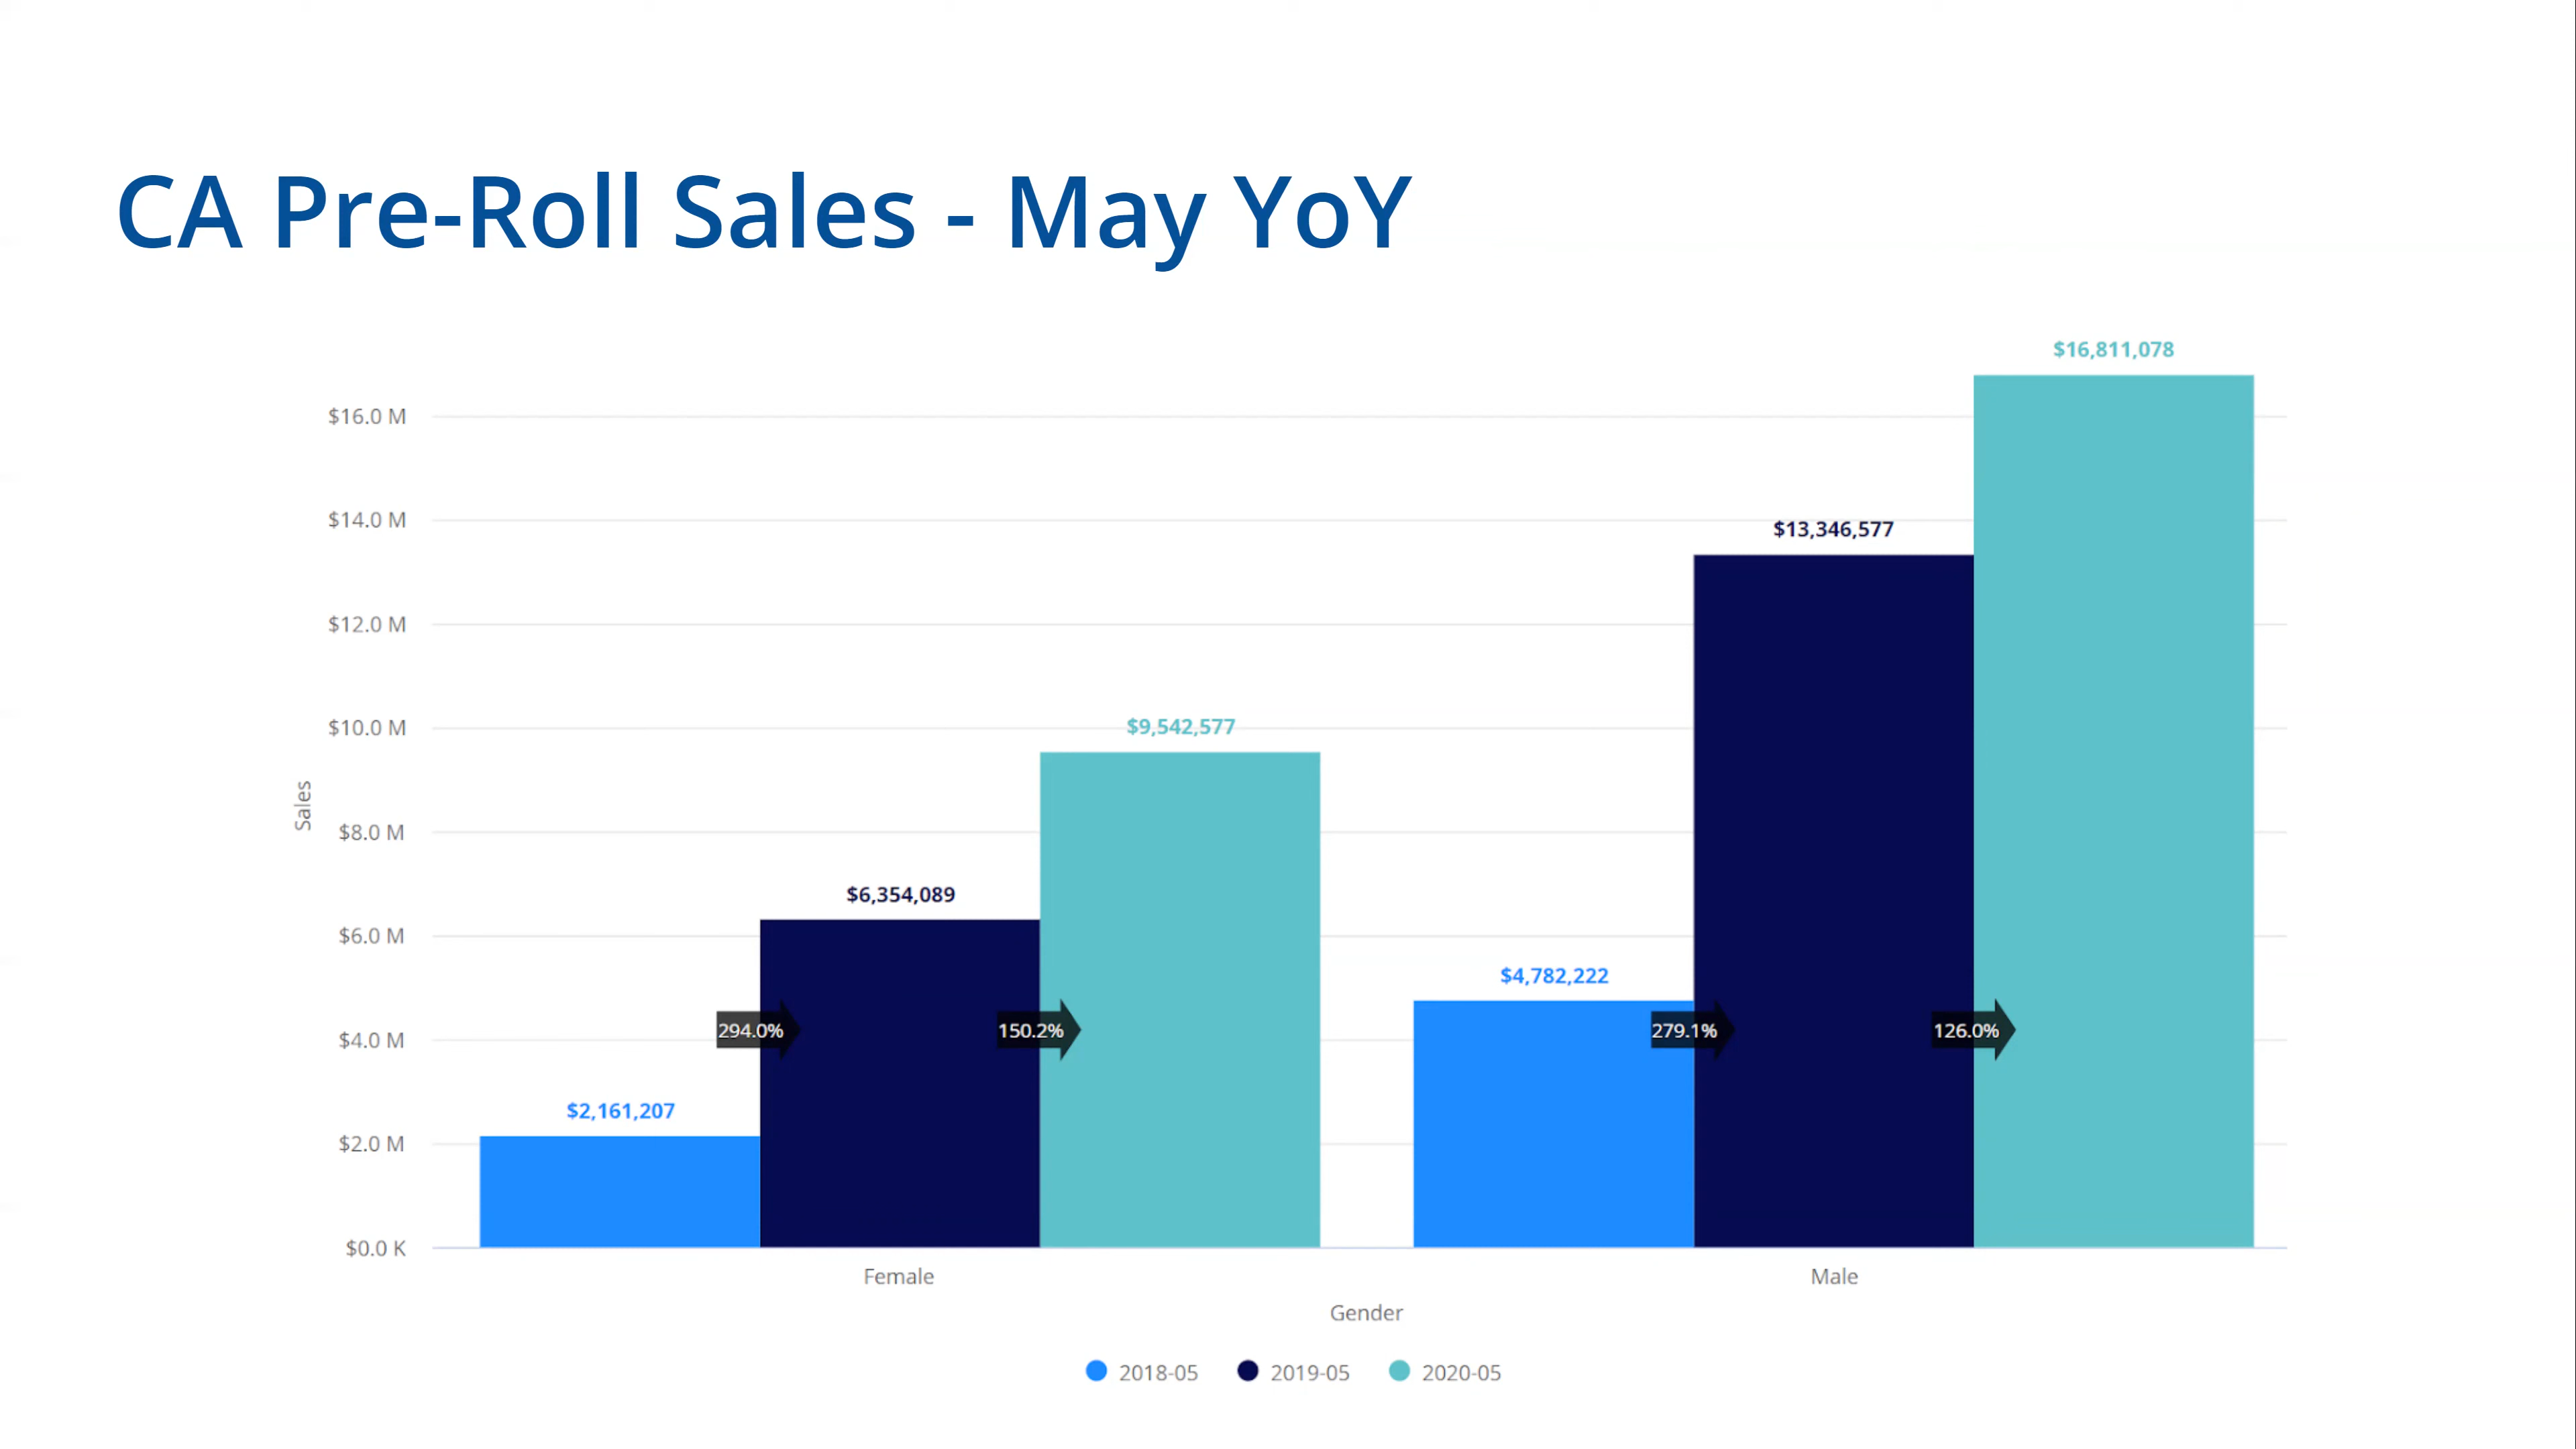 CA Pre-Roll Sales - May YoY
$16,811,078
$16.0 M
$14.0 M
$13,346,577
$12.0 M
$10.0 M
$9,542,577
Sales
$8.0 M
$6,354,089
$6.0 M
$4,782,222
294.0%
150.2%
279.1%
126.0%
$4.0 M
$2,161,207
$2.0 M
$0.0 K
Female
Male
Gender
2018-05 2019-05 2020-05